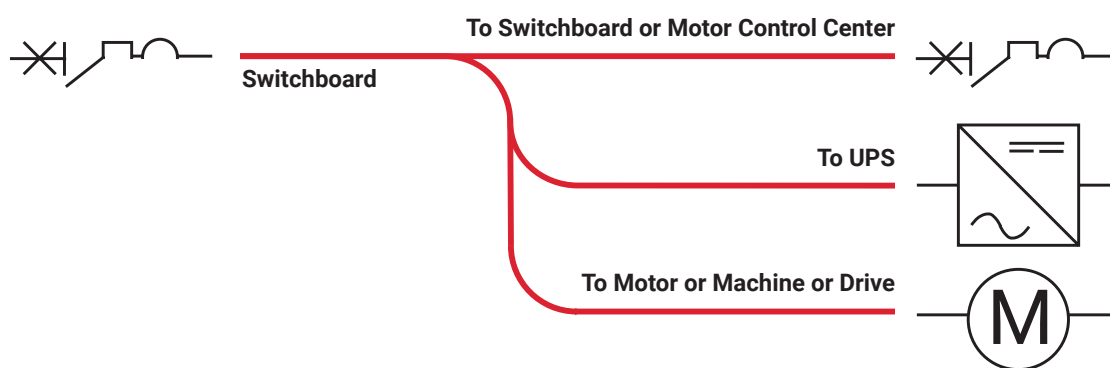 To Switchboard or Motor Control Center
Switchboard
To UPS
To Motor or Machine or Drive
M